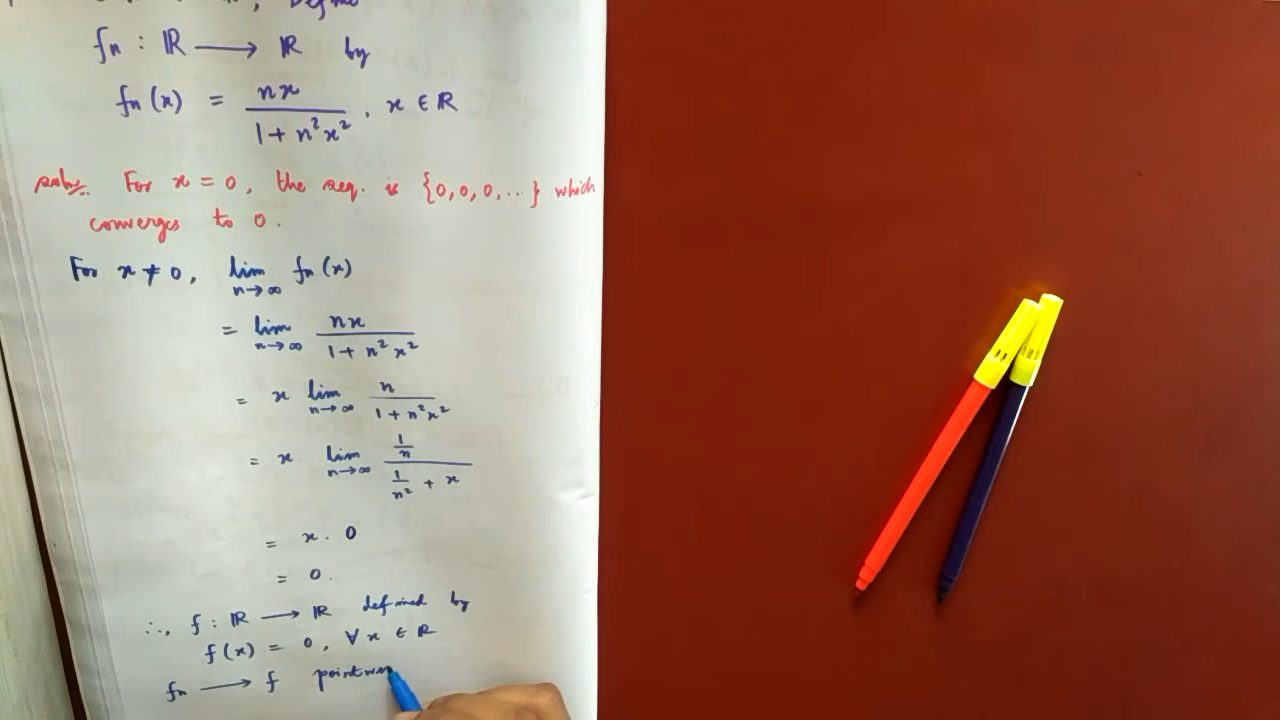 , Define
fn : ℝ ⟶ ℝ by
fn(x) = nx / (1 + n²x²), x ∈ ℝ
soln. For x = 0, the seq. is {0, 0, 0, ...} which
converges to 0.
For x ≠ 0, lim n→∞ fn(x)
= lim n→∞ nx / (1 + n²x²)
= x lim n→∞ n / (1 + n²x²)
= x lim n→∞ (1/n) / (1/n² + x)
= x . 0
= 0.
∴, f : ℝ ⟶ ℝ defined by
f(x) = 0, ∀ x ∈ ℝ
fn ⟶ f